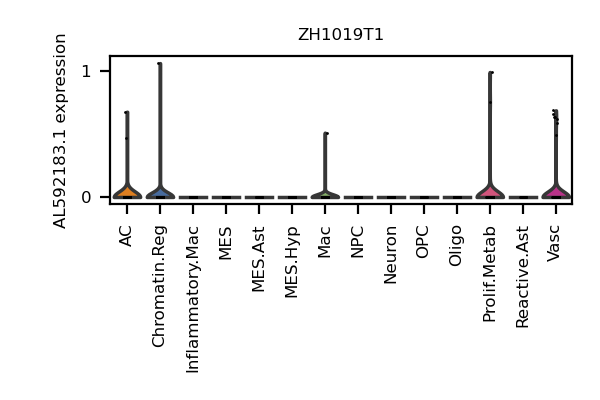 ZH1019T1
AL592183.1 expression
1
0
AC
Chromatin.Reg
Inflammatory.Mac
MES
MES.Ast
MES.Hyp
Mac
NPC
Neuron
OPC
Oligo
Prolif.Metab
Reactive.Ast
Vasc